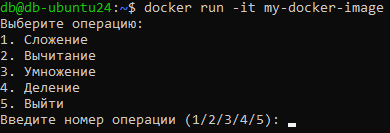 db@db-ubuntu24:~$ docker run -it my-docker-image
Выберите операцию:
1. Сложение
2. Вычитание
3. Умножение
4. Деление
5. Выйти
Введите номер операции (1/2/3/4/5):